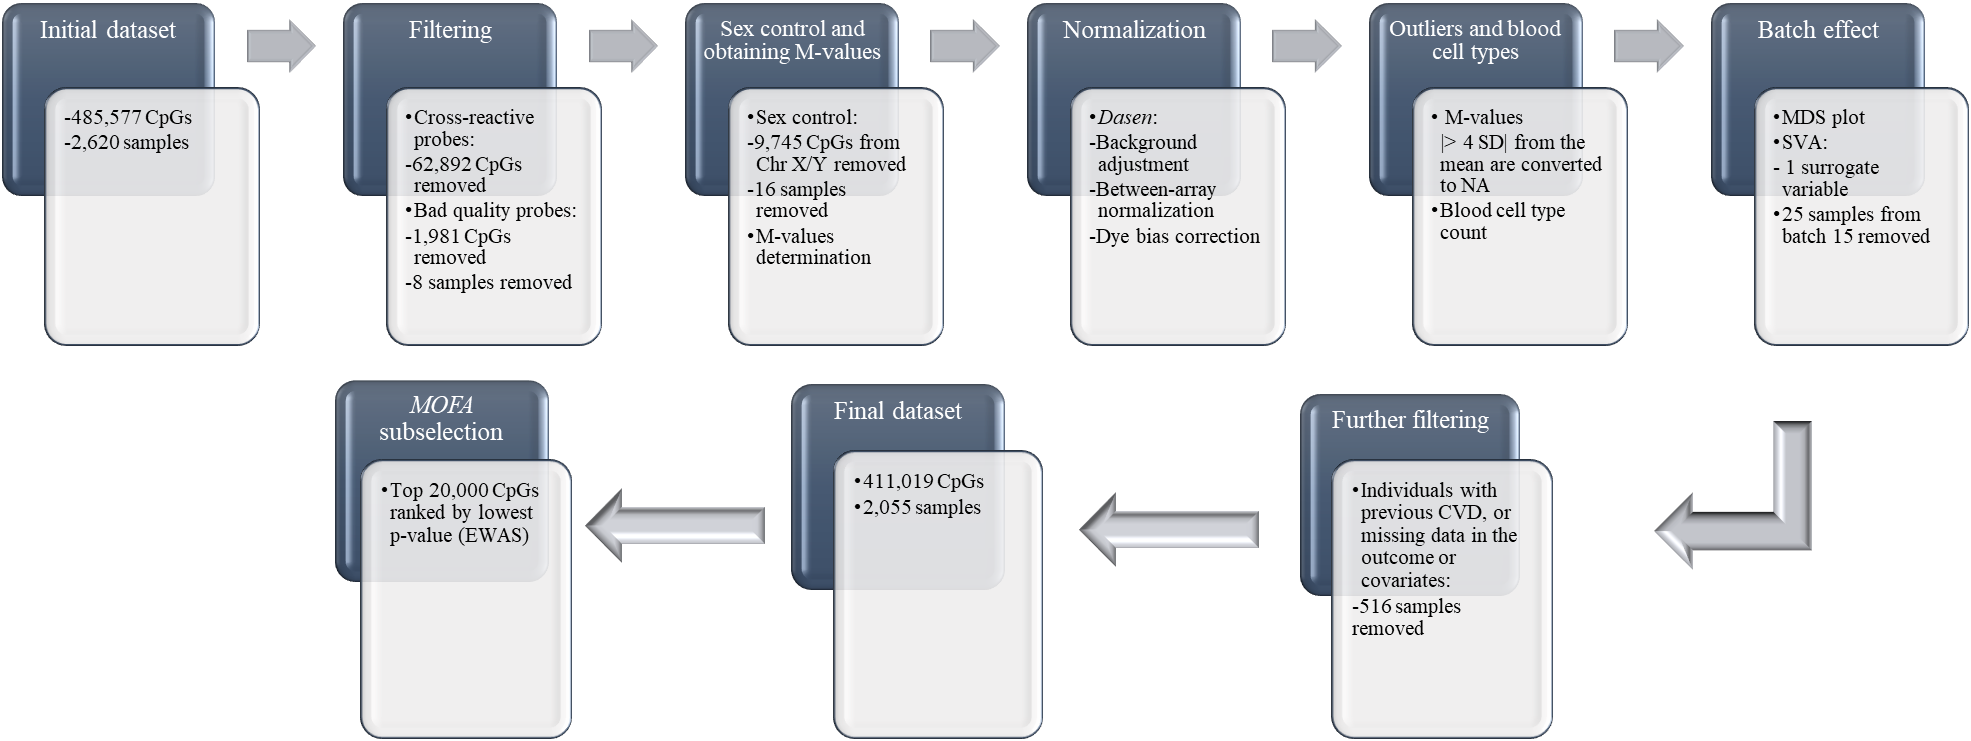 Initial dataset
-485,577 CpGs
-2,620 samples
Filtering
•Cross-reactive
probes:
-62,892 CpGs
removed
•Bad quality probes:
-1,981 CpGs
removed
-8 samples removed
Sex control and
obtaining M-values
•Sex control:
-9,745 CpGs from
Chr X/Y removed
-16 samples
removed
•M-values
determination
Normalization
•Dasen:
-Background
adjustment
-Between-array
normalization
-Dye bias correction
Outliers and blood
cell types
• M-values
|> 4 SD| from the
mean are converted
to NA
•Blood cell type
count
Batch effect
•MDS plot
•SVA:
- 1 surrogate
variable
•25 samples from
batch 15 removed
Further filtering
•Individuals with
previous CVD, or
missing data in the
outcome or
covariates:
-516 samples
removed
Final dataset
•411,019 CpGs
•2,055 samples
MOFA
subselection
•Top 20,000 CpGs
ranked by lowest
p-value (EWAS)